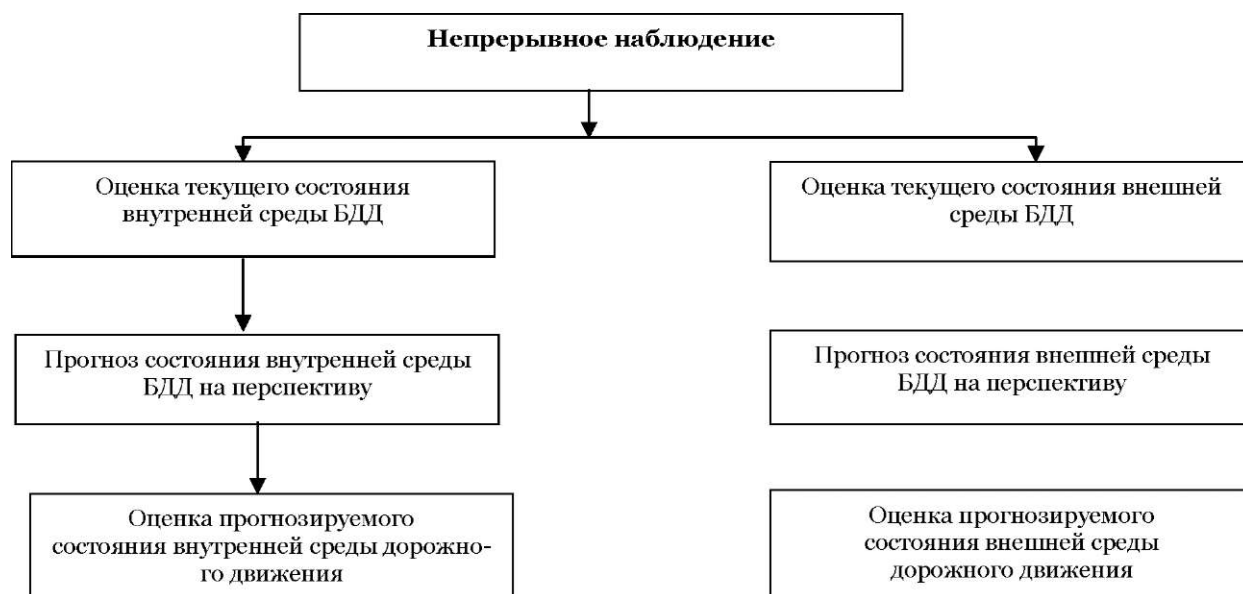 Непрерывное наблюдение
Оценка текущего состояния
внутренней среды БДД
Оценка текущего состояния внешней
среды БДД
Прогноз состояния внутренней среды
БДД на перспективу
Прогноз состояния внешней среды
БДД на перспективу
Оценка прогнозируемого
состояния внутренней среды дорожно-
го движения
Оценка прогнозируемого
состояния внешней среды
дорожного движения